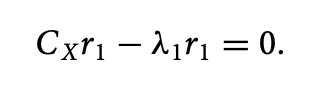 C_X r_1 − λ_1 r_1 = 0.